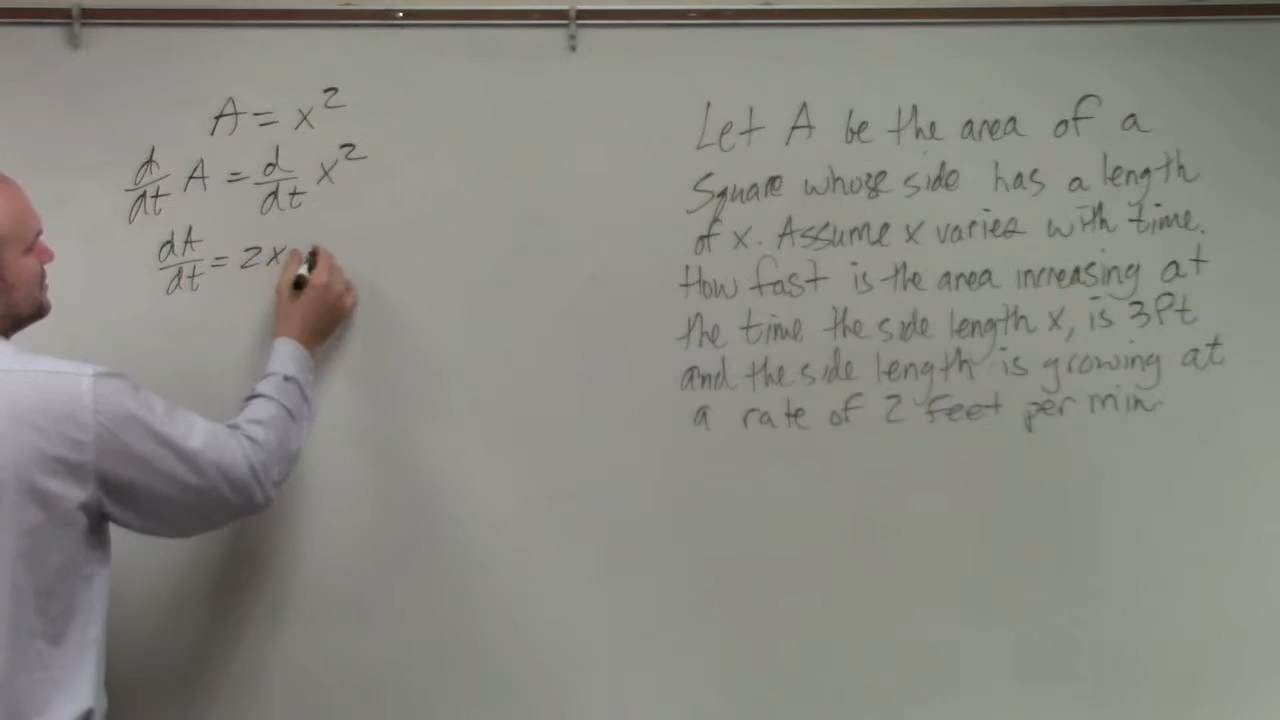 A = x²
d/dt A = d/dt x²
dA/dt = 2x
Let A be the area of a
Square whose side has a length
of x. Assume x varies with time.
How fast is the area increasing at
the time the side length x, is 3ft
and the side length is growing at
a rate of 2 feet per min.